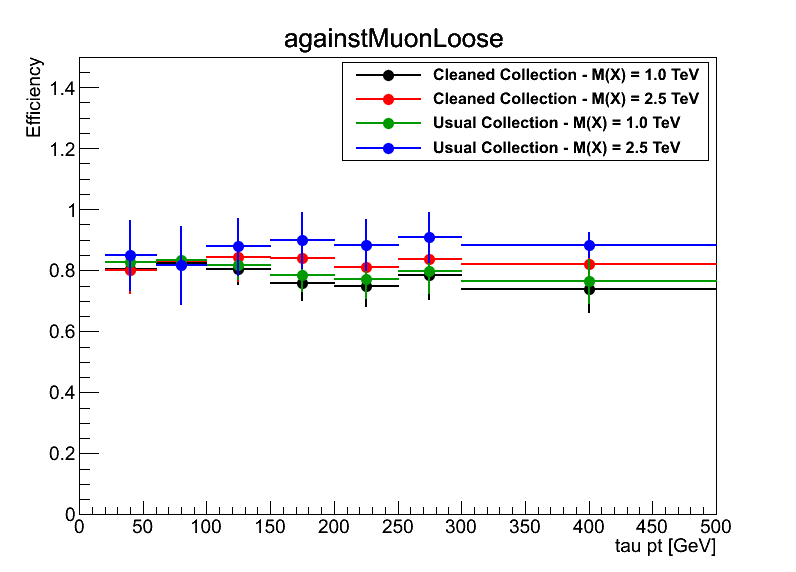 againstMuonLoose
Efficiency
Cleaned Collection - M(X) = 1.0 TeV
Cleaned Collection - M(X) = 2.5 TeV
Usual Collection - M(X) = 1.0 TeV
Usual Collection - M(X) = 2.5 TeV
1.4
1.2
1
0.8
0.6
0.4
0.2
0
0 50 100 150 200 250 300 350 400 450 500
tau pt [GeV]